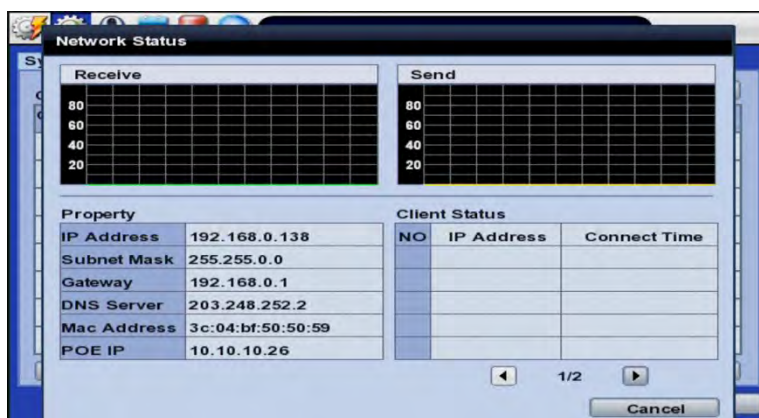 Network Status
Receive
Send
80
60
40
20
80
60
40
20
Property
Client Status
IP Address 192.168.0.138
Subnet Mask 255.255.0.0
Gateway 192.168.0.1
DNS Server 203.248.252.2
Mac Address 3c:04:bf:50:50:59
POE IP 10.10.10.26
NO IP Address Connect Time
1/2
Cancel